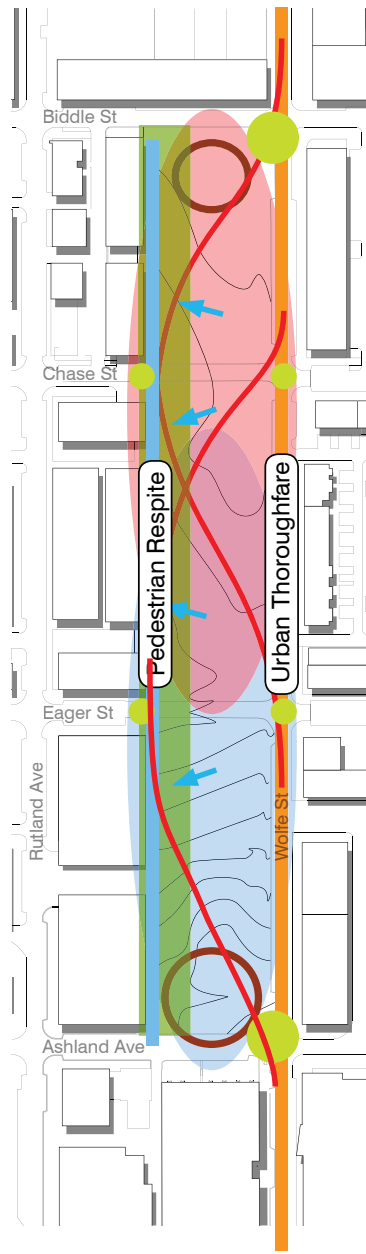 Biddle St
Chase St
Pedestrian Respite
Urban Thoroughfare
Eager St
Rutland Ave
Wolfe St
Ashland Ave